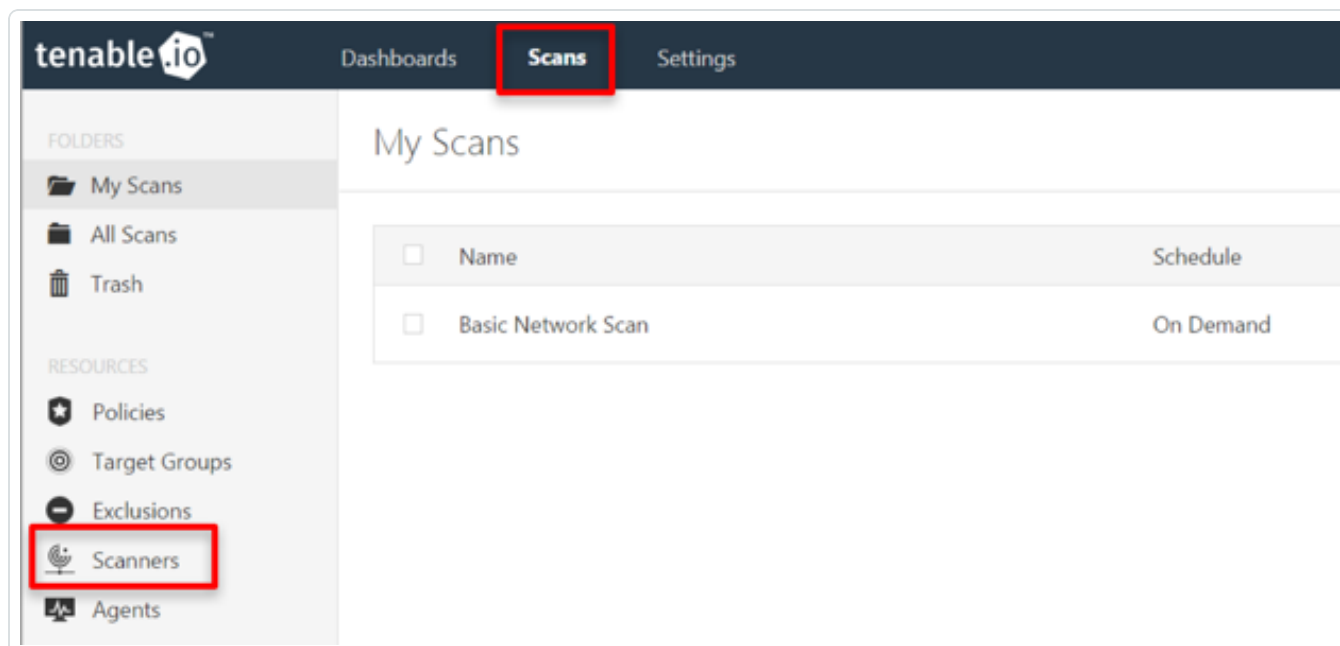 tenable.io™
Dashboards Scans Settings
FOLDERS
My Scans
All Scans
Trash
RESOURCES
Policies
Target Groups
Exclusions
Scanners
Agents
My Scans
Name Schedule
Basic Network Scan On Demand